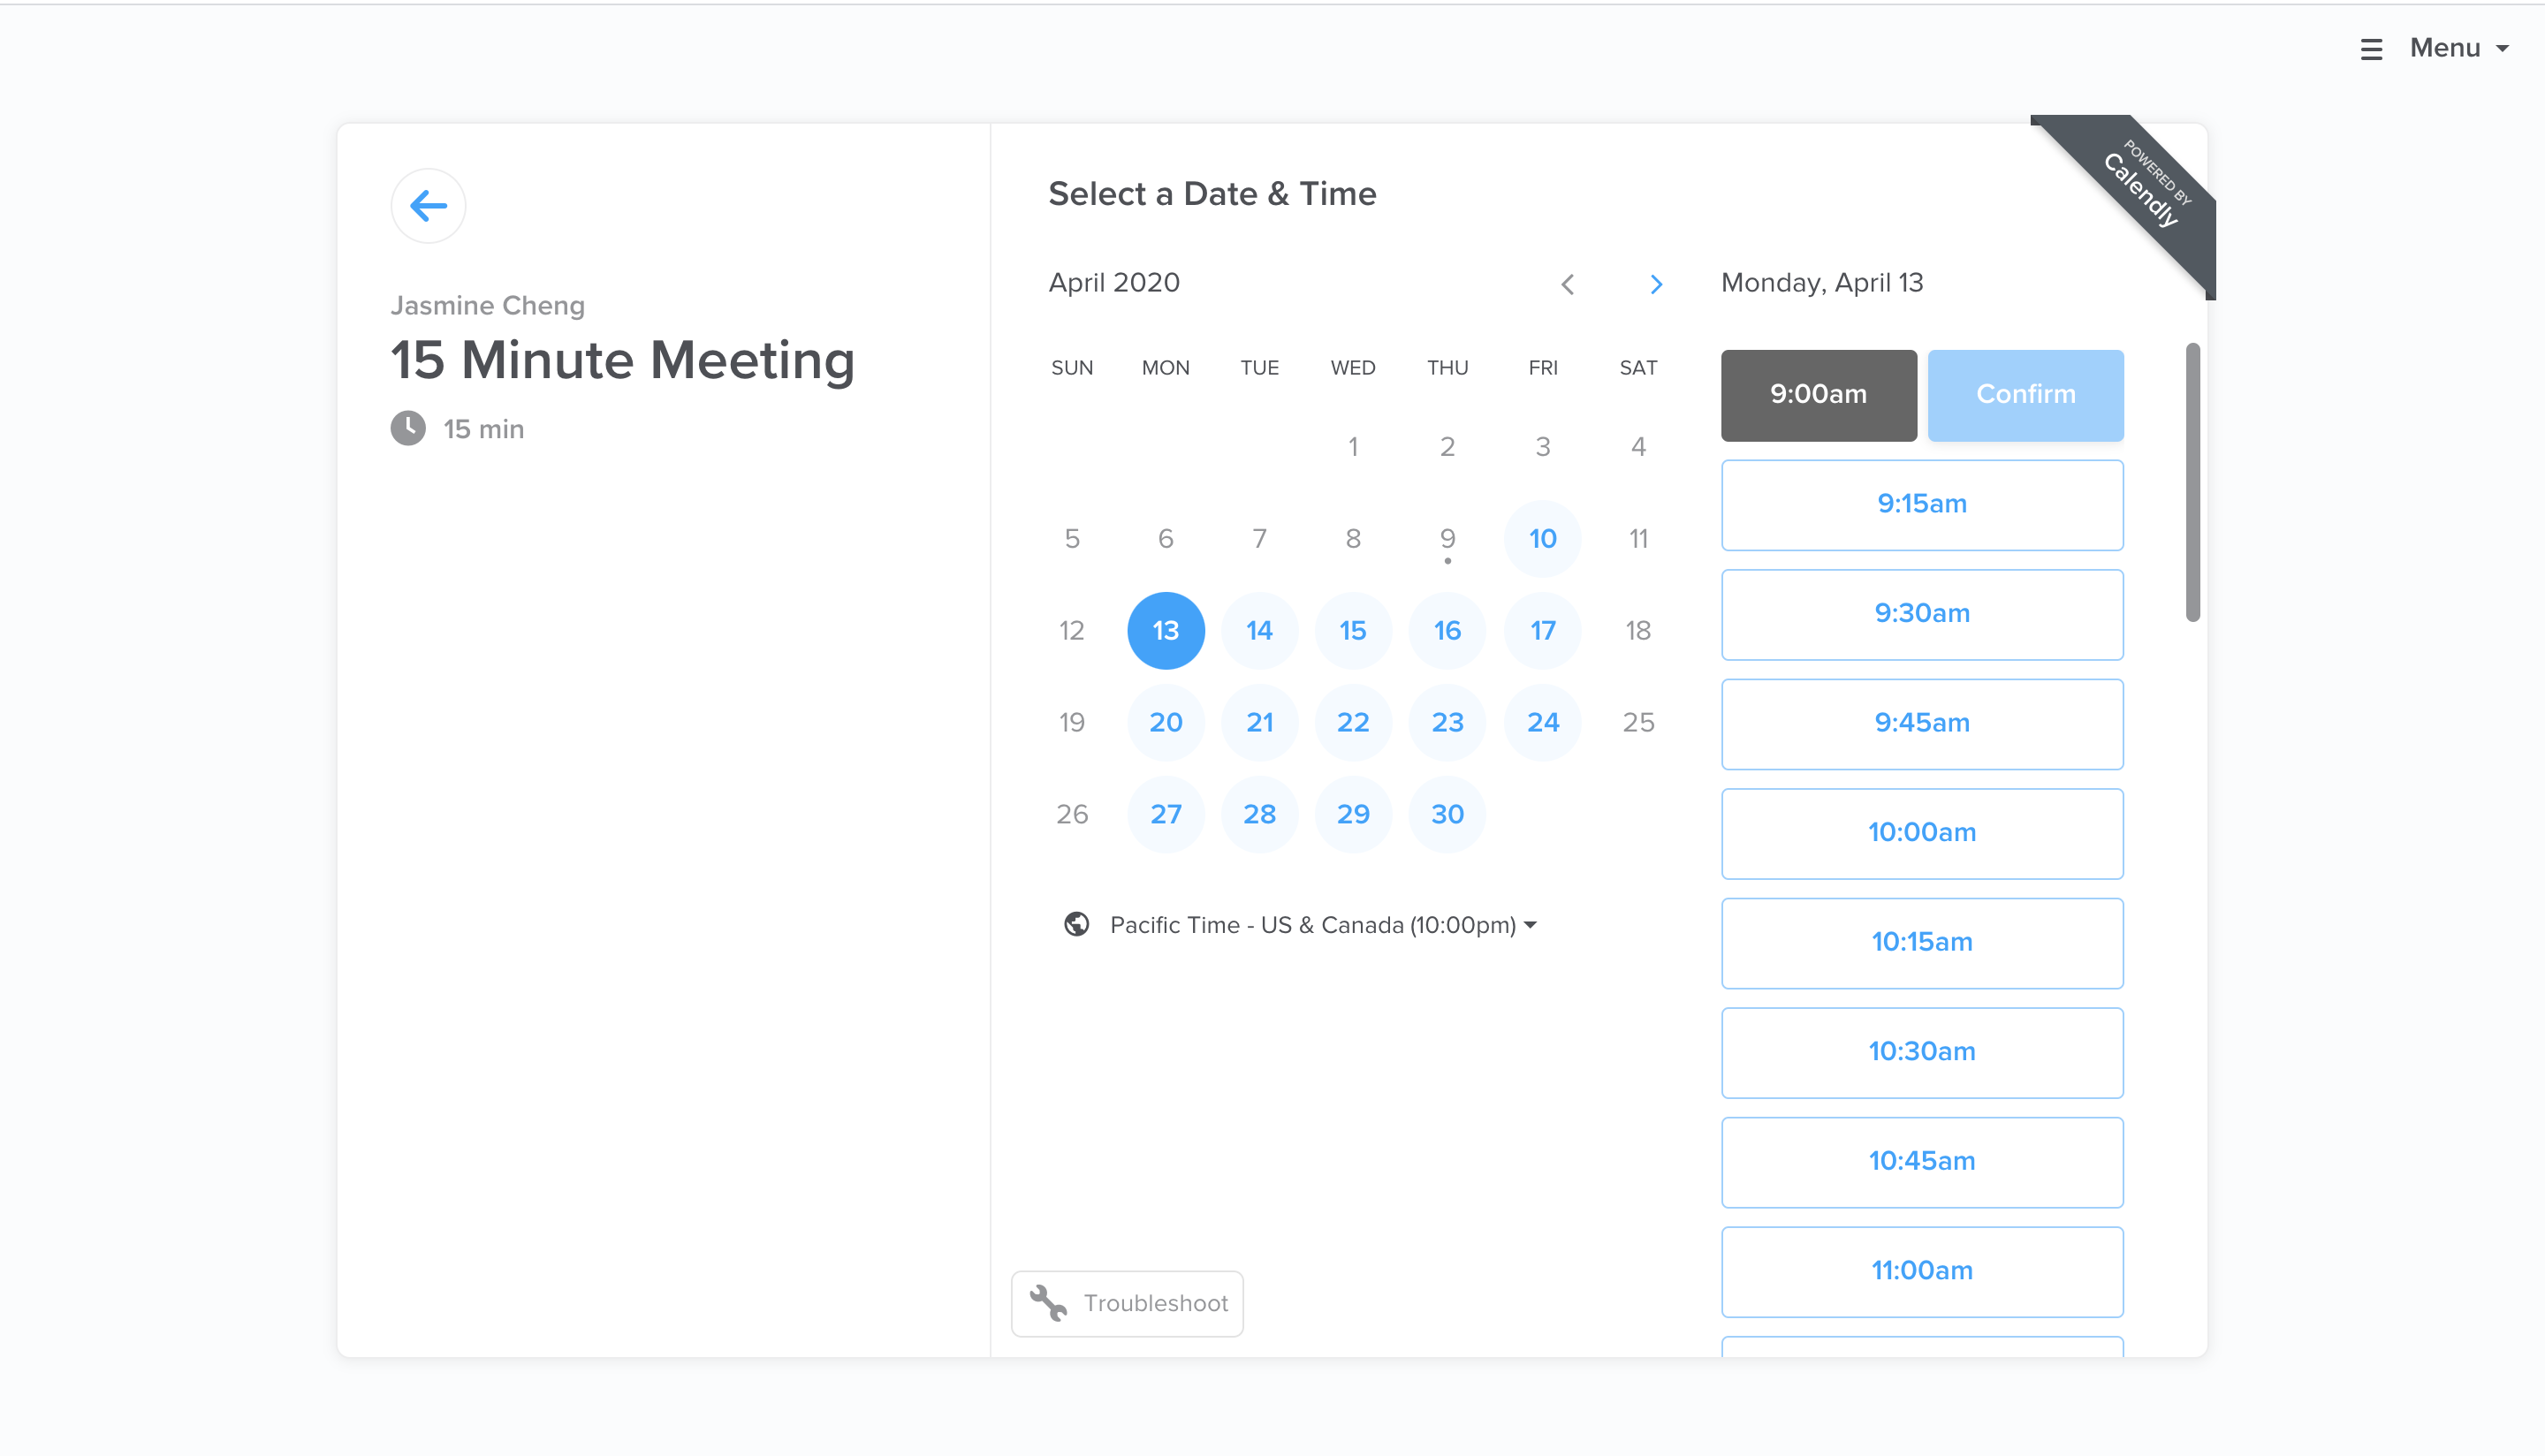 Menu
POWERED BY
Calendly
Jasmine Cheng
15 Minute Meeting
15 min
Select a Date & Time
April 2020
SUN MON TUE WED THU FRI SAT
1 2 3 4
5 6 7 8 9 10 11
12 13 14 15 16 17 18
19 20 21 22 23 24 25
26 27 28 29 30
Pacific Time - US & Canada (10:00pm)
Troubleshoot
Monday, April 13
9:00am Confirm
9:15am
9:30am
9:45am
10:00am
10:15am
10:30am
10:45am
11:00am